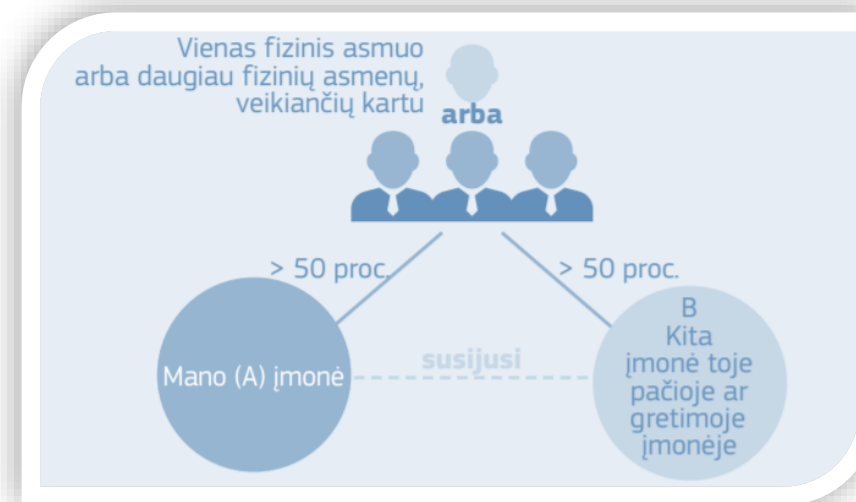 Vienas fizinis asmuo
arba daugiau fizinių asmenų,
veikiančių kartu
arba
> 50 proc.
> 50 proc.
Mano (A) įmonė
susijusi
B
Kita
įmonė toje
pačioje ar
gretimoje
įmonėje